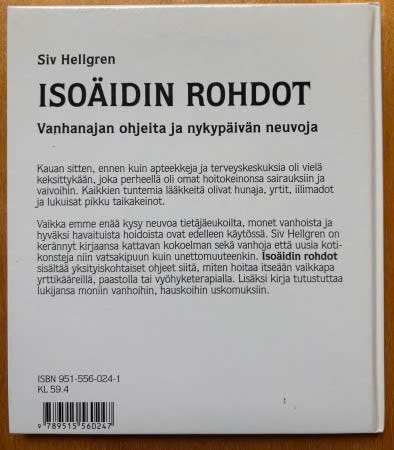 Siv Hellgren
ISOÄIDIN ROHDOT
Vanhanajan ohjeita ja nykypäivän neuvoja
Kauan sitten, ennen kuin apteekkeja ja terveyskeskuksia oli vielä
keksittykään, joka perheellä oli omat hoitokeinonsa sairauksiin ja
vaivoihin. Kaikkien tuntemia lääkkeitä olivat hunaja, yrtit, iilimadot
ja lukuisat pikku taikakeinot.
Vaikka emme enää kysy neuvoa tietäjäeukoilta, monet vanhoista ja
hyväksi havaituista hoidoista ovat edelleen käytössä. Siv Hellgren on
kerännyt kirjaansa kattavan kokoelman sekä vanhoja että uusia koti-
konsteja niin vatsakipuun kuin unettomuuteenkin. Isoäidin rohdot
sisältää yksityiskohtaiset ohjeet siitä, miten hoitaa itseään vaikkapa
yrttikääreillä, paastolla tai vyöhyketerapialla. Lisäksi kirja tutustuttaa
lukijansa moniin vanhoihin, hauskoihin uskomuksiin.
ISBN 951-556-024-1
KL 59.4
9 789515 560247